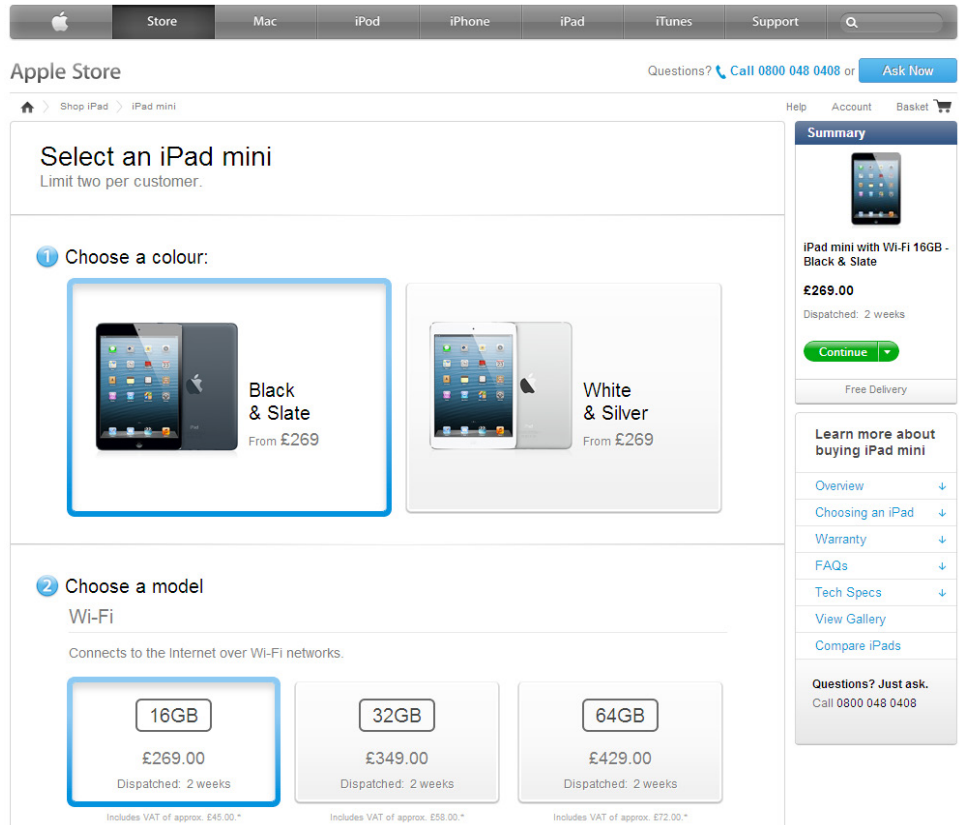 Store
Mac
iPod
iPhone
iPad
iTunes
Support
Apple Store
Questions? Call 0800 048 0408 or
Ask Now
Shop iPad
iPad mini
Help
Account
Basket
Select an iPad mini
Limit two per customer.
1 Choose a colour:
Black
& Slate
From £269
White
& Silver
From £269
2 Choose a model
Wi-Fi
Connects to the Internet over Wi-Fi networks.
16GB
£269.00
Dispatched: 2 weeks
Includes VAT of approx. £45.00.*
32GB
£349.00
Dispatched: 2 weeks
Includes VAT of approx. £58.00.*
64GB
£429.00
Dispatched: 2 weeks
Includes VAT of approx. £72.00.*
Summary
iPad mini with Wi-Fi 16GB -
Black & Slate
£269.00
Dispatched: 2 weeks
Continue
Free Delivery
Learn more about
buying iPad mini
Overview
Choosing an iPad
Warranty
FAQs
Tech Specs
View Gallery
Compare iPads
Questions? Just ask.
Call 0800 048 0408